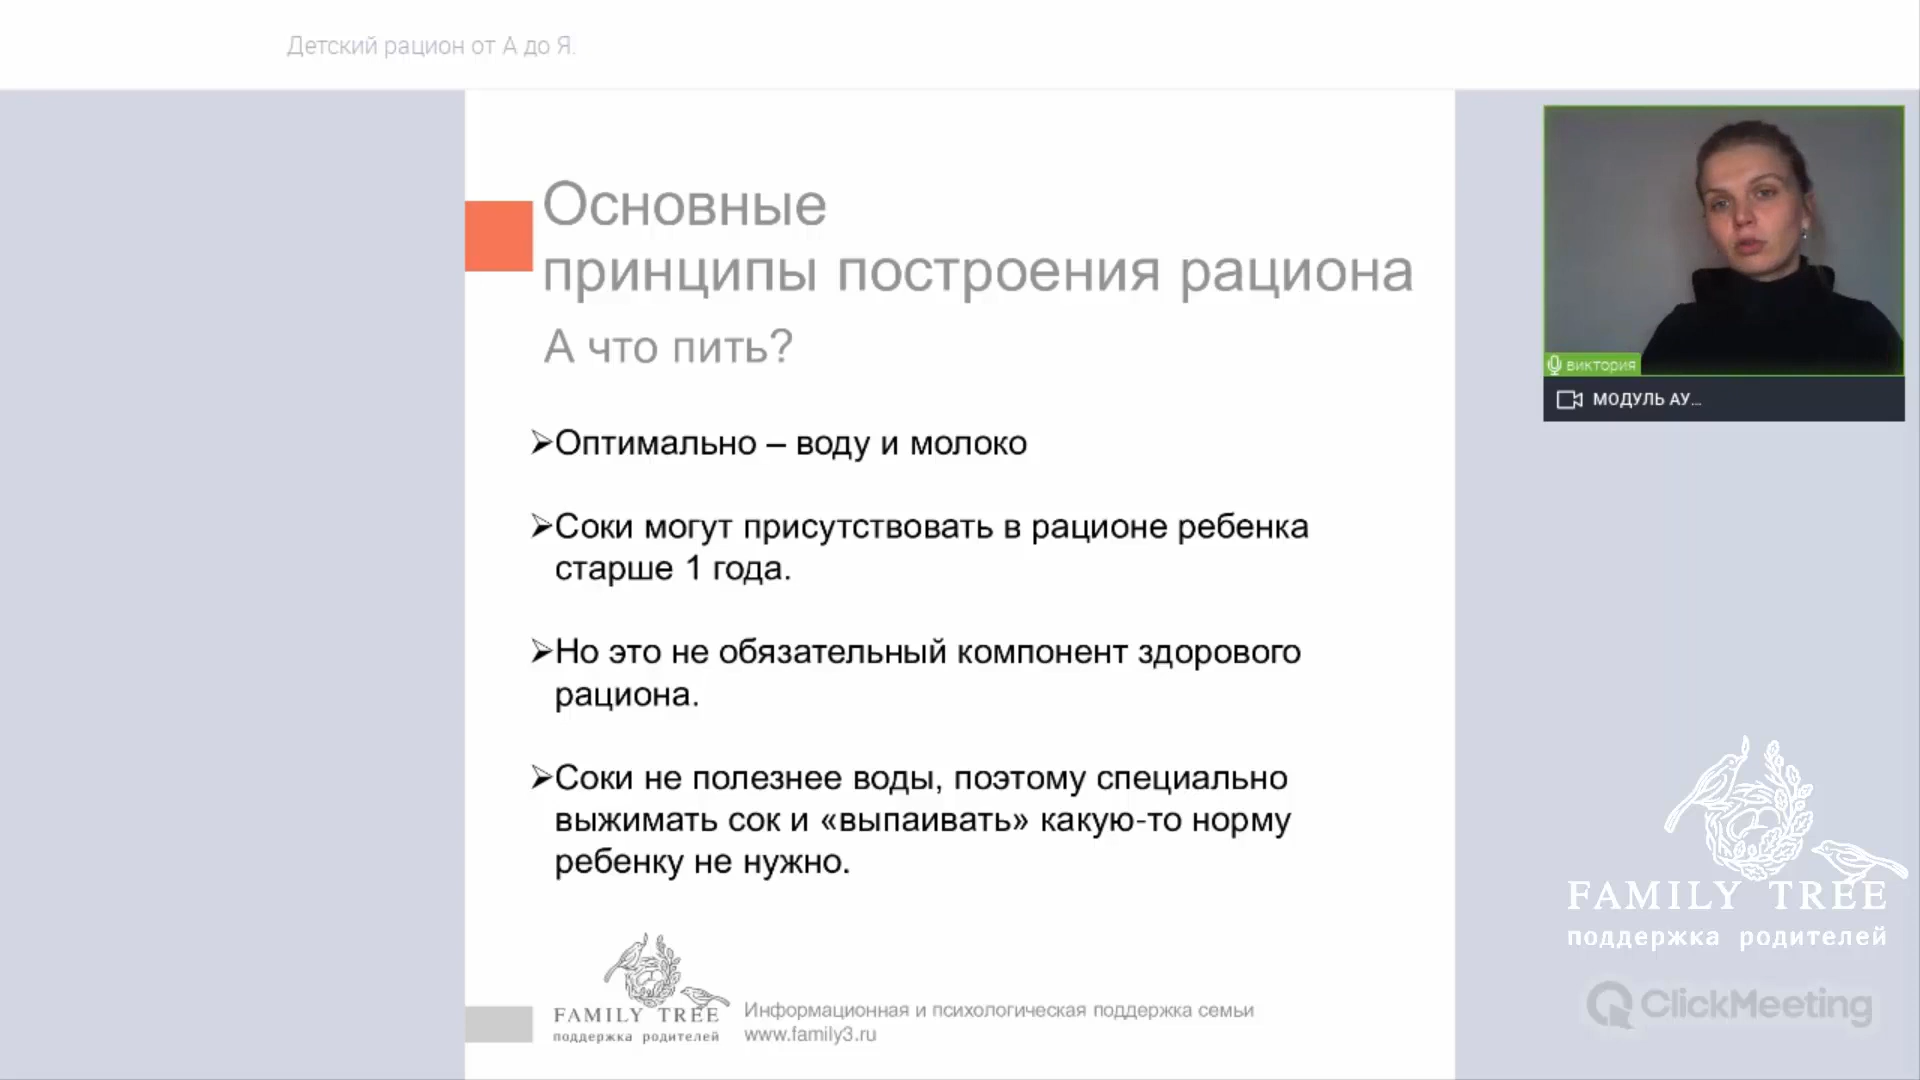 Детский рацион от А до Я.
Основные
принципы построения рациона
А что пить?
Оптимально – воду и молоко
Соки могут присутствовать в рационе ребенка
старше 1 года.
Но это не обязательный компонент здорового
рациона.
Соки не полезнее воды, поэтому специально
выжимать сок и «выпаивать» какую-то норму
ребенку не нужно.
FAMILY TREE
поддержка родителей
Информационная и психологическая поддержка семьи
www.family3.ru
виктория
МОДУЛЬ АУ...
FAMILY TREE
поддержка родителей
ClickMeeting